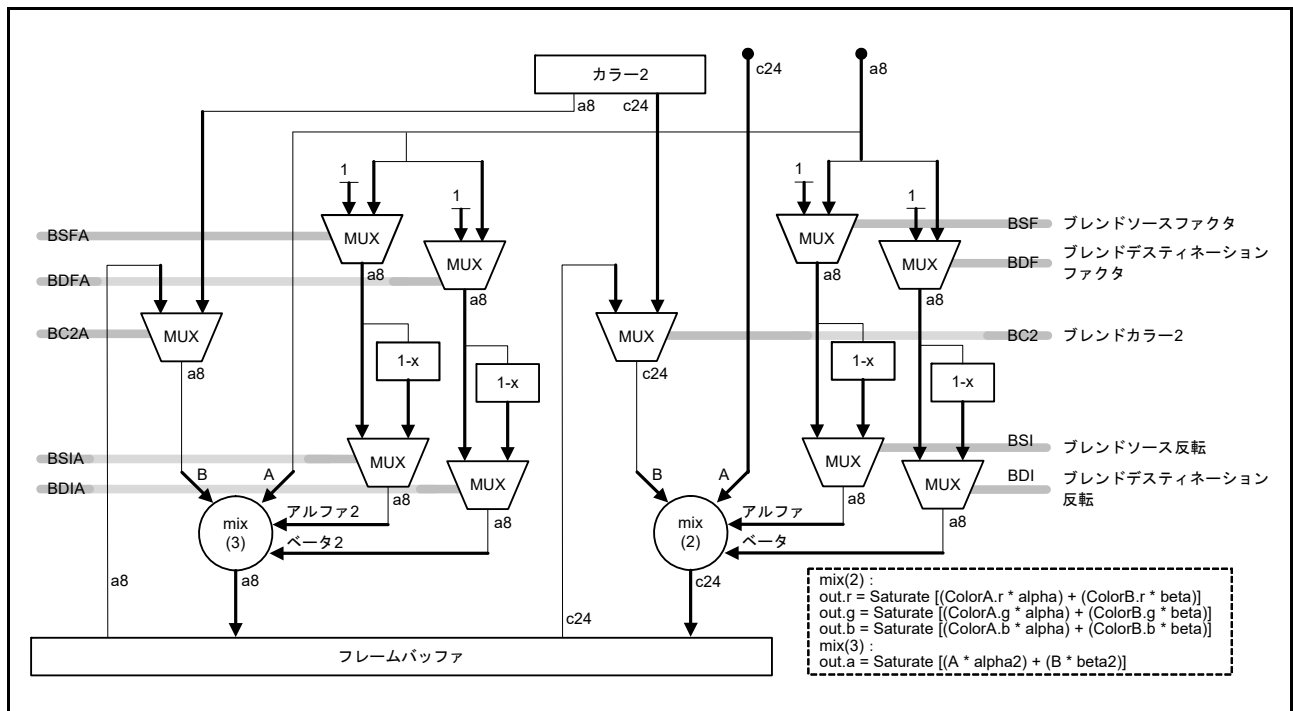 カラー2
a8
c24
c24
a8
1
1
1
1
MUX
MUX
MUX
MUX
BSFA
BSF
ブレンドソースファクタ
BDFA
BDF
ブレンドデスティネーション
ファクタ
a8
a8
a8
a8
MUX
MUX
BC2A
BC2
ブレンドカラー2
a8
c24
1-x
1-x
1-x
1-x
MUX
MUX
MUX
MUX
BSIA
BSI
ブレンドソース反転
BDIA
BDI
ブレンドデスティネーション
反転
B
A
B
A
a8
a8
a8
a8
アルファ2
アルファ
ベータ2
ベータ
mix
(3)
mix
(2)
a8
a8
c24
c24
フレームバッファ
mix(2) :
out.r = Saturate [(ColorA.r * alpha) + (ColorB.r * beta)]
out.g = Saturate [(ColorA.g * alpha) + (ColorB.g * beta)]
out.b = Saturate [(ColorA.b * alpha) + (ColorB.b * beta)]
mix(3) :
out.a = Saturate [(A * alpha2) + (B * beta2)]